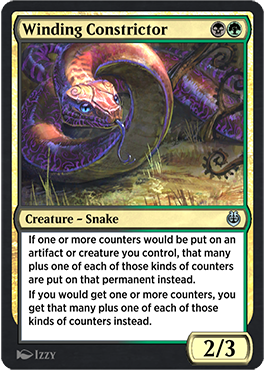 Winding Constrictor
Creature – Snake
If one or more counters would be put on an
artifact or creature you control, that many
plus one of each of those kinds of counters
are put on that permanent instead.
If you would get one or more counters, you
get that many plus one of each of those
kinds of counters instead.
Izzy
2/3